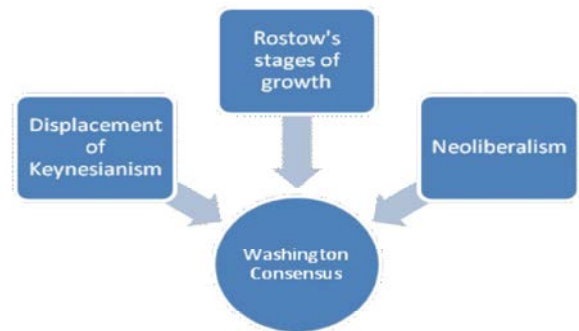 Rostow's
stages of
growth
Displacement
of
Keynesianism
Neoliberalism
Washington
Consensus